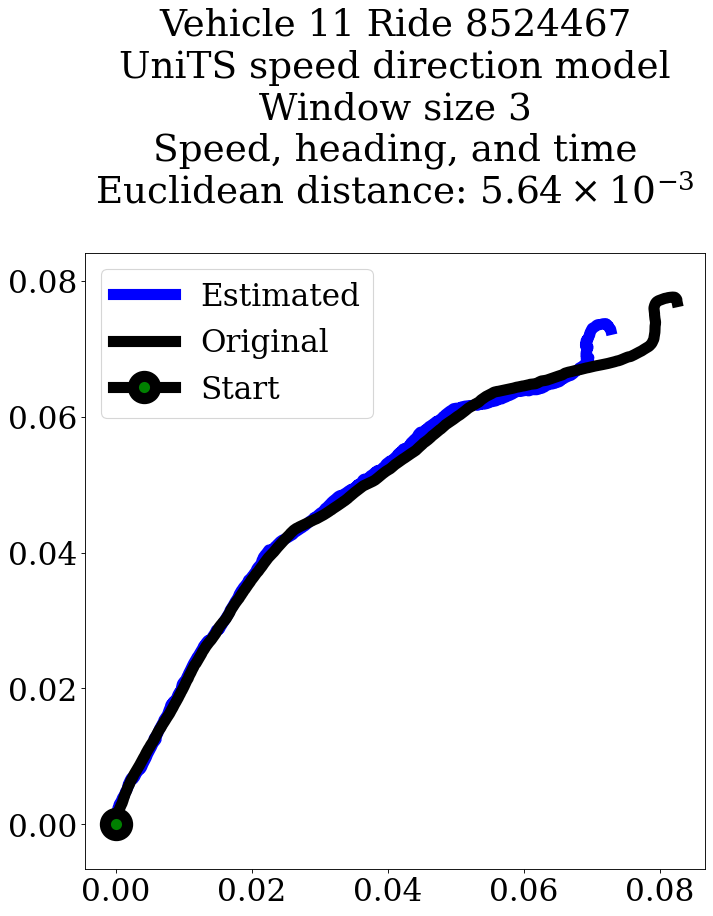 Vehicle 11 Ride 8524467
UniTS speed direction model
Window size 3
Speed, heading, and time
Euclidean distance: 5.64 × 10⁻³
Estimated
Original
Start
0.08
0.06
0.04
0.02
0.00
0.00 0.02 0.04 0.06 0.08